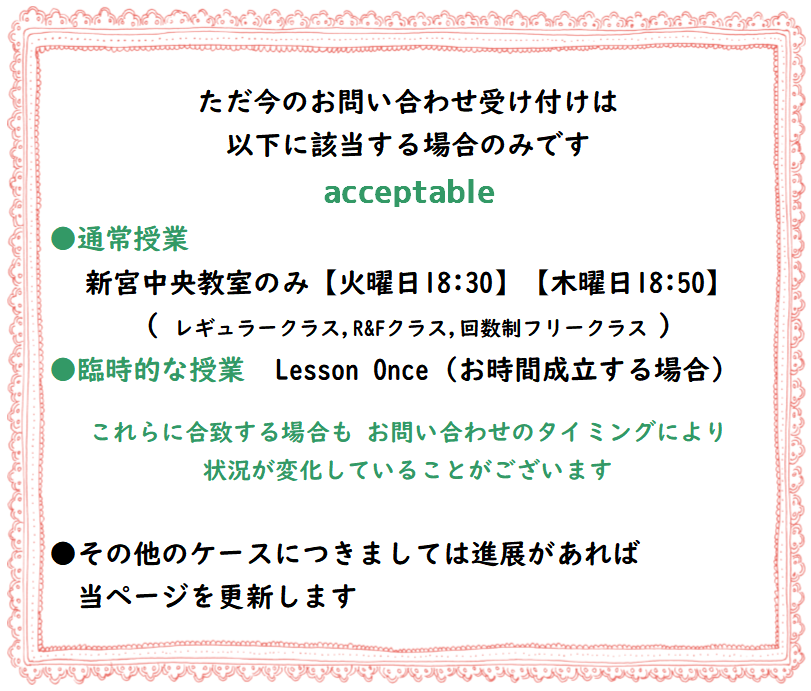 ただ今のお問い合わせ受け付けは
以下に該当する場合のみです
acceptable
●通常授業
新宮中央教室のみ【火曜日18:30】【木曜日18:50】
( レギュラークラス,R&Fクラス,回数制フリークラス )
●臨時的な授業 Lesson Once (お時間成立する場合)
これらに合致する場合も お問い合わせのタイミングにより
状況が変化していることがございます
●その他のケースにつきましては進展があれば
当ページを更新します